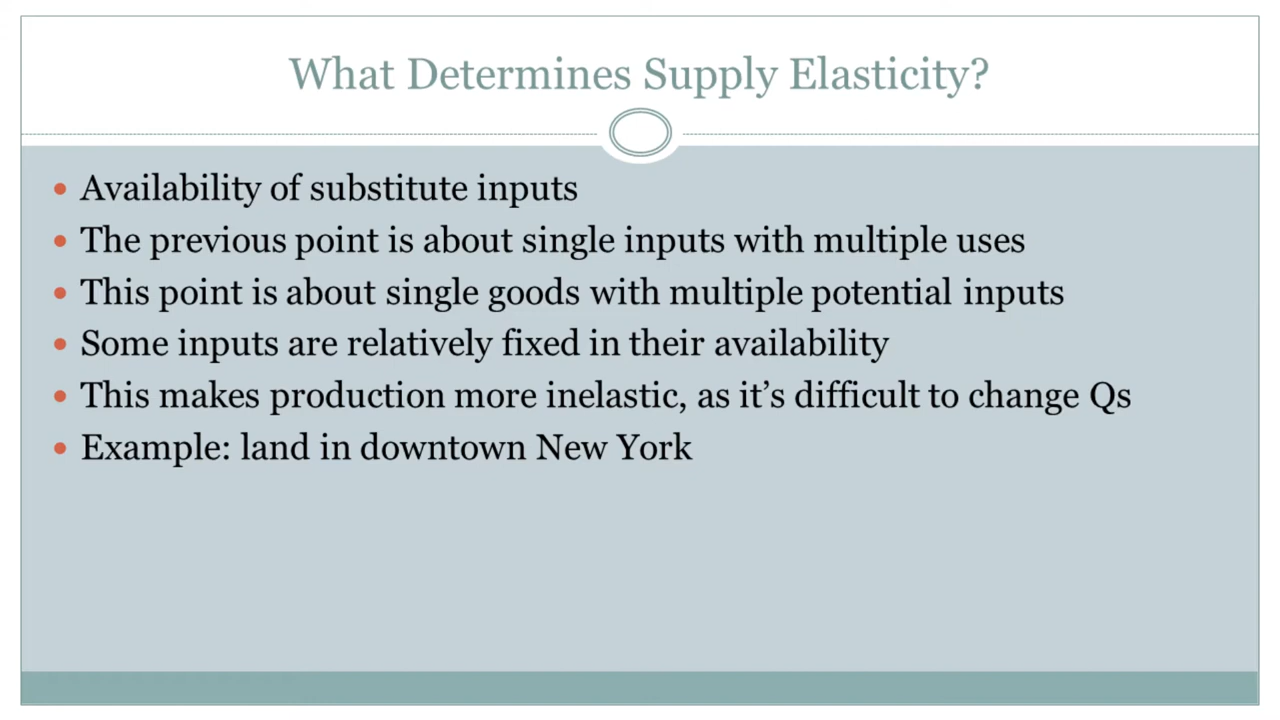 What Determines Supply Elasticity?
• Availability of substitute inputs
• The previous point is about single inputs with multiple uses
• This point is about single goods with multiple potential inputs
• Some inputs are relatively fixed in their availability
• This makes production more inelastic, as it’s difficult to change Qs
• Example: land in downtown New York